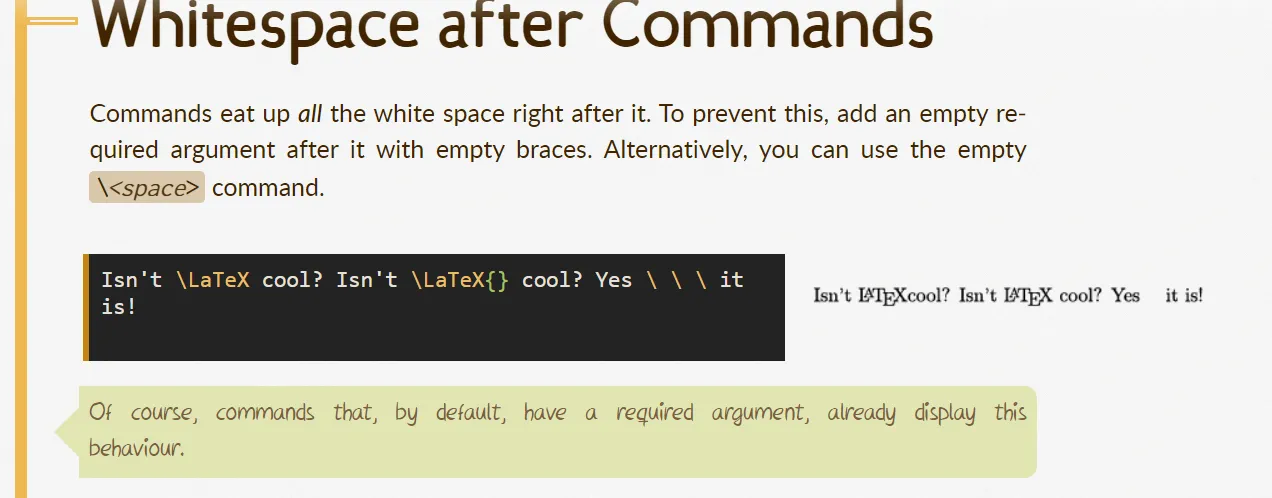 Whitespace after Commands
Commands eat up all the white space right after it. To prevent this, add an empty re-
quired argument after it with empty braces. Alternatively, you can use the empty
\<space> command.
Isn't \LaTeX cool? Isn't \LaTeX{} cool? Yes \ \ \ it
is!
Isn't LATEXcool? Isn't LATEX cool? Yes it is!
Of course, commands that, by default, have a required argument, already display this
behaviour.